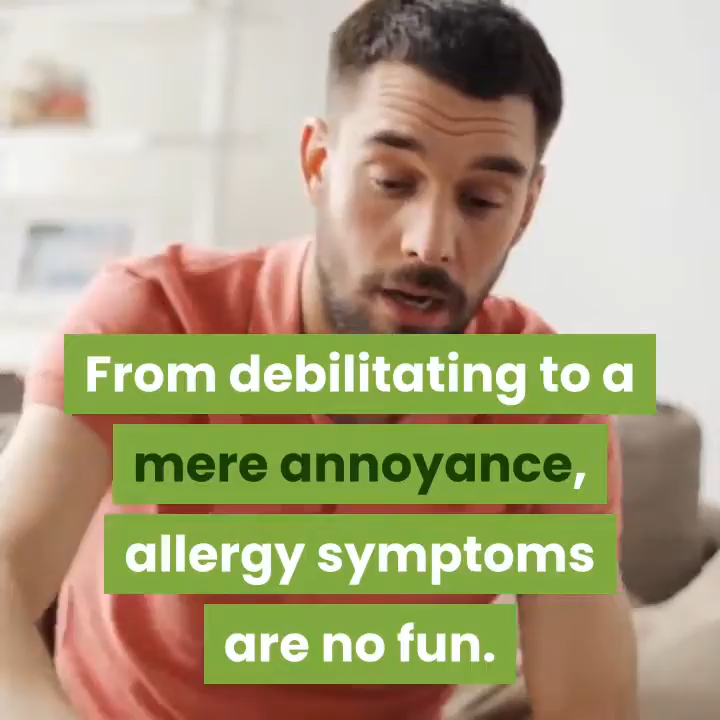 From debilitating to a
mere annoyance,
allergy symptoms
are no fun.